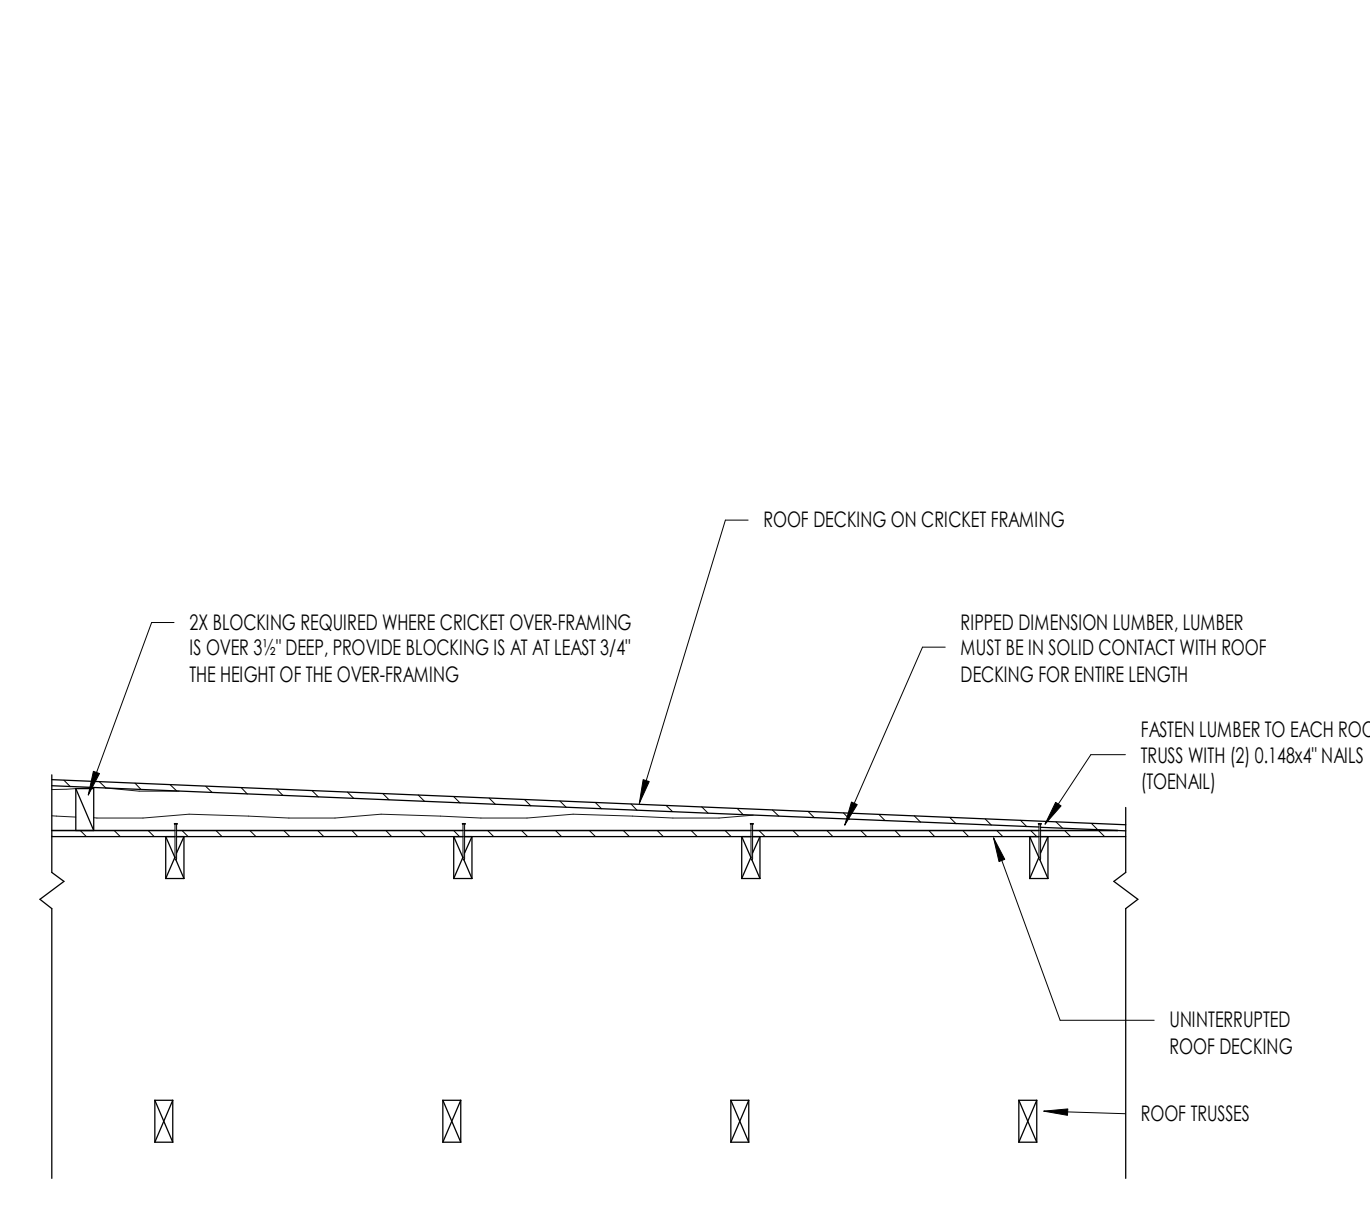 ROOF DECKING ON CRICKET FRAMING
2X BLOCKING REQUIRED WHERE CRICKET OVER-FRAMING
IS OVER 3½" DEEP, PROVIDE BLOCKING IS AT AT LEAST 3/4"
THE HEIGHT OF THE OVER-FRAMING
RIPPED DIMENSION LUMBER, LUMBER
MUST BE IN SOLID CONTACT WITH ROOF
DECKING FOR ENTIRE LENGTH
FASTEN LUMBER TO EACH
TRUSS WITH (2) 0.148x4" NAILS
(TOENAIL)
UNINTERRUPTED
ROOF DECKING
ROOF TRUSSES